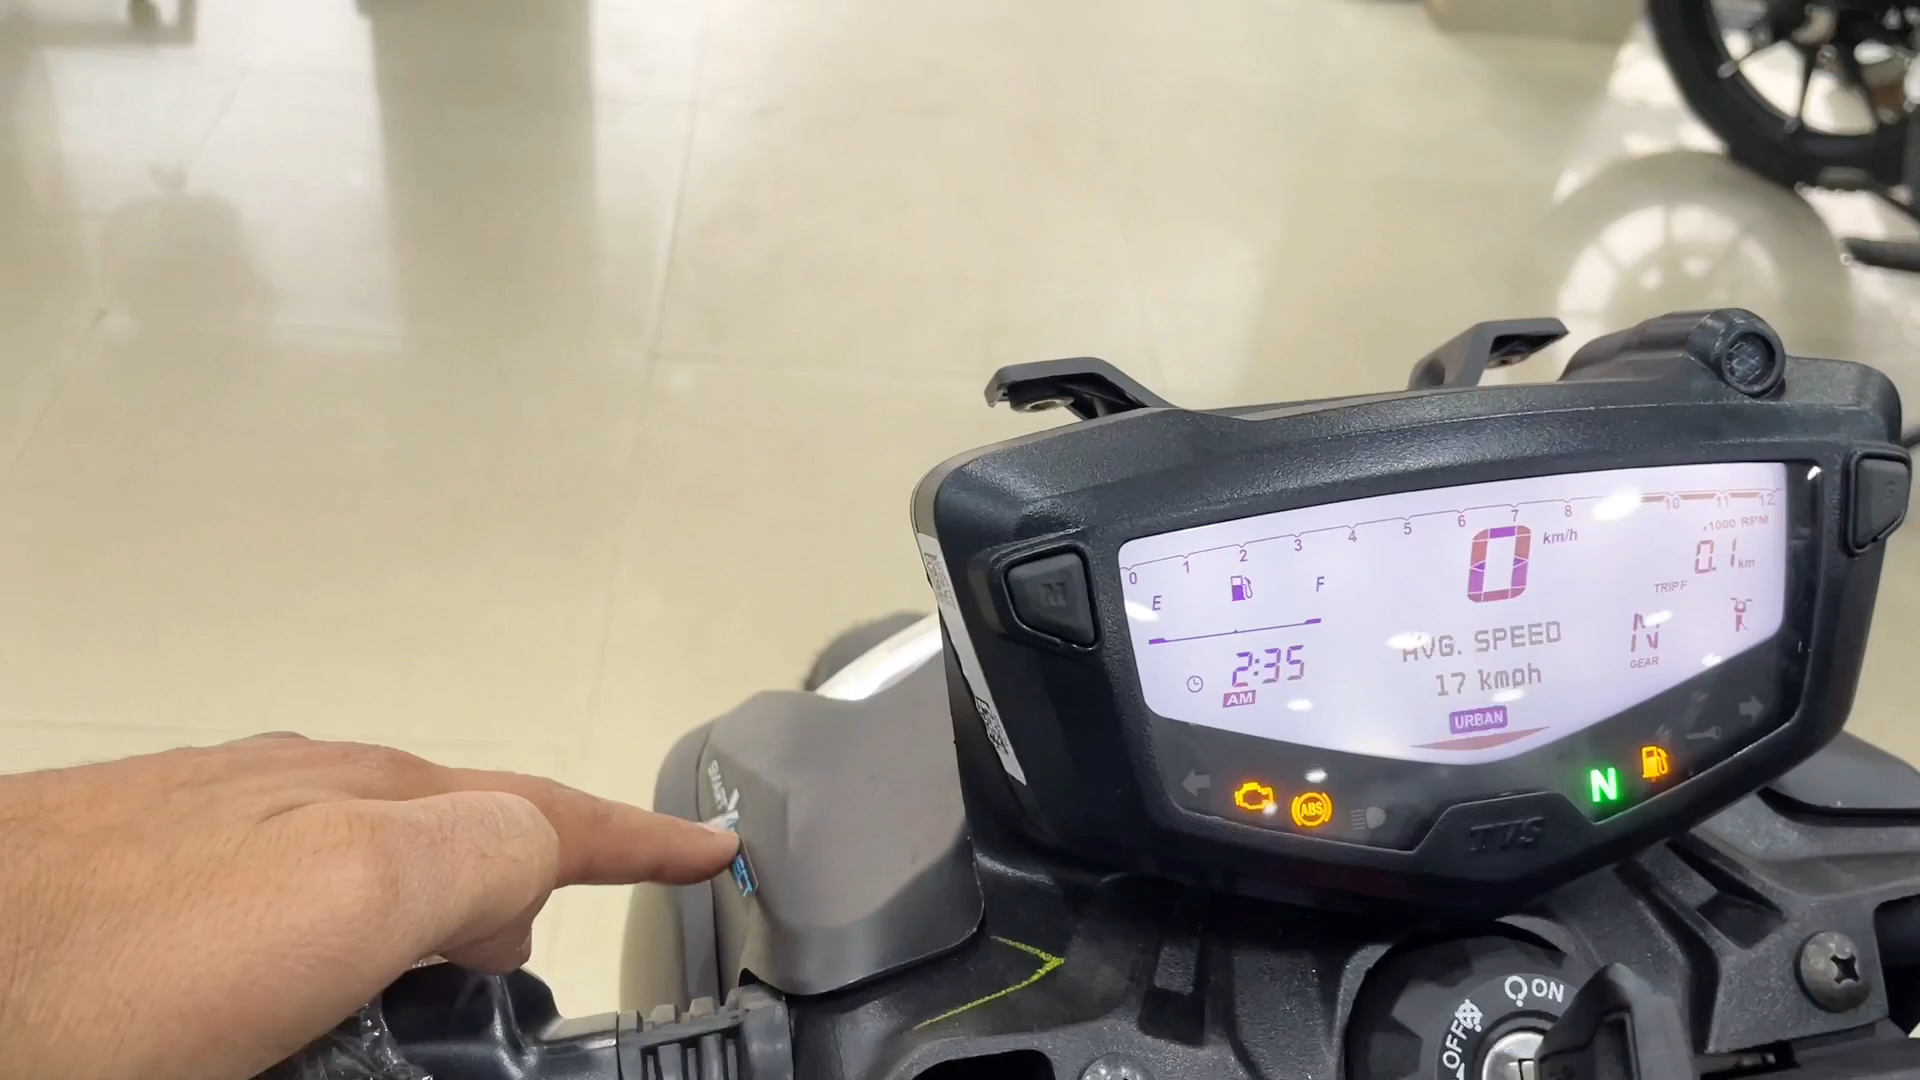 0 1 2 3 4 5 6 7 8 10 11 12
x1000 RPM
E F
0 km/h
0.1 km
TRIP F
AVG. SPEED
17 kmph
N
GEAR
2:35
AM
URBAN
M
ABS
N
TVS
SMART
ON
OFF